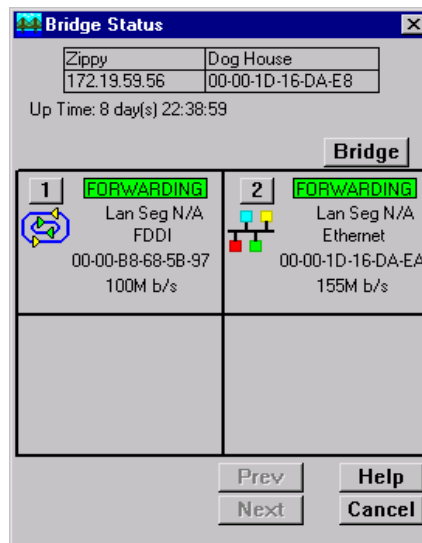 Bridge Status
Zippy Dog House
172.19.59.56 00-00-1D-16-DA-E8
Up Time: 8 day(s) 22:38:59
Bridge
1 FORWARDING
Lan Seg N/A
FDDI
00-00-B8-68-5B-97
100M b/s
2 FORWARDING
Lan Seg N/A
Ethernet
00-00-1D-16-DA-EA
155M b/s
Prev Help
Next Cancel